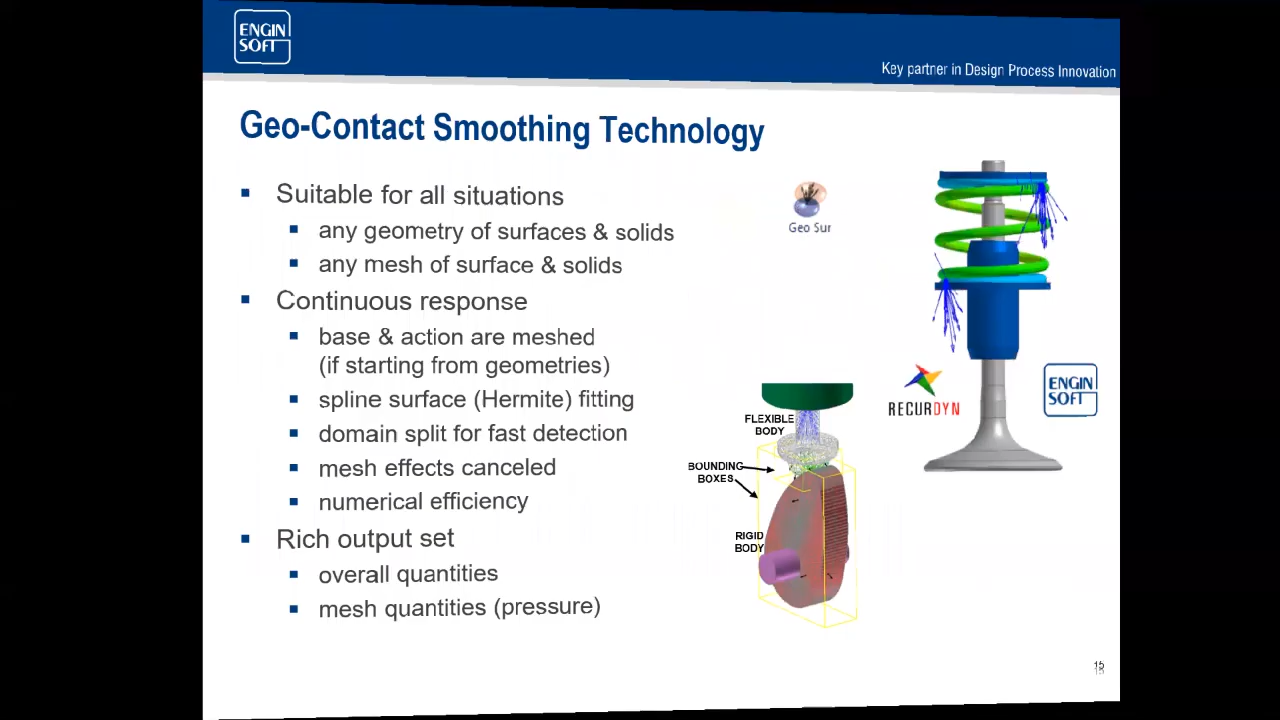 ENGIN
SOFT
Key partner in Design Process Innovation
Geo-Contact Smoothing Technology
Suitable for all situations
any geometry of surfaces & solids
any mesh of surface & solids
Continuous response
base & action are meshed
(if starting from geometries)
spline surface (Hermite) fitting
domain split for fast detection
mesh effects canceled
numerical efficiency
Rich output set
overall quantities
mesh quantities (pressure)
Geo Sur
RECURDYN
ENGIN
SOFT
FLEXIBLE
BODY
BOUNDING
BOXES
RIGID
BODY
15